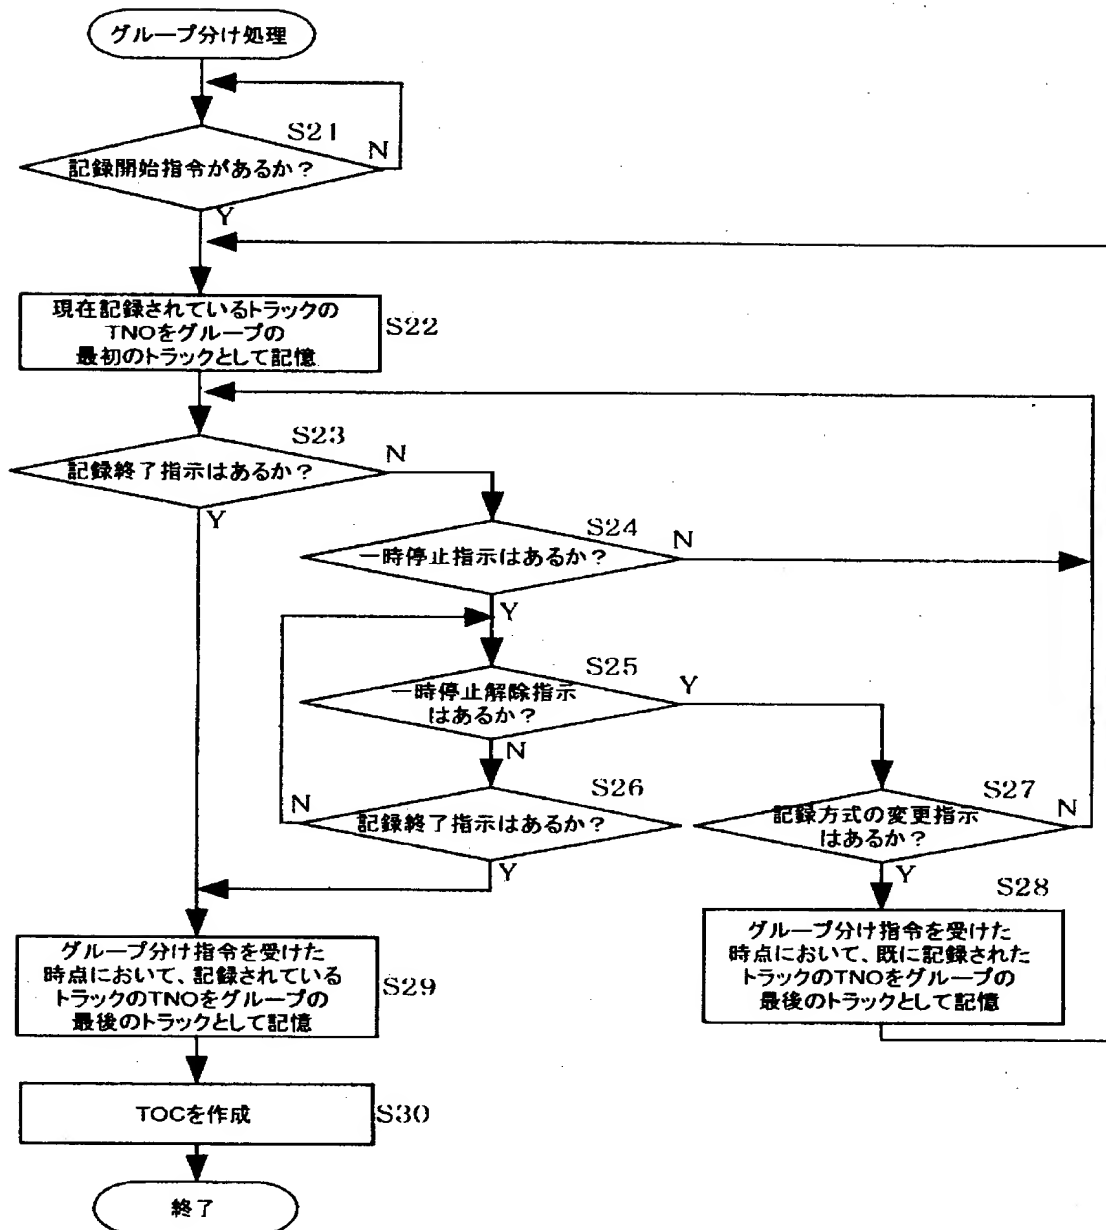 グループ分け処理
S21
記録開始指令があるか?
N
Y
現在記録されているトラックの
TNOをグループの
最初のトラックとして記憶
S22
S23
記録終了指示はあるか?
N
Y
S24
一時停止指示はあるか?
N
Y
S25
一時停止解除指示
はあるか?
Y
N
S26
記録終了指示はあるか?
N
Y
S27
記録方式の変更指示
はあるか?
N
Y
S28
グループ分け指令を受けた
時点において、既に記録された
トラックのTNOをグループの
最後のトラックとして記憶
グループ分け指令を受けた
時点において、記録されている
トラックのTNOをグループの
最後のトラックとして記憶
S29
TOCを作成
S30
終了